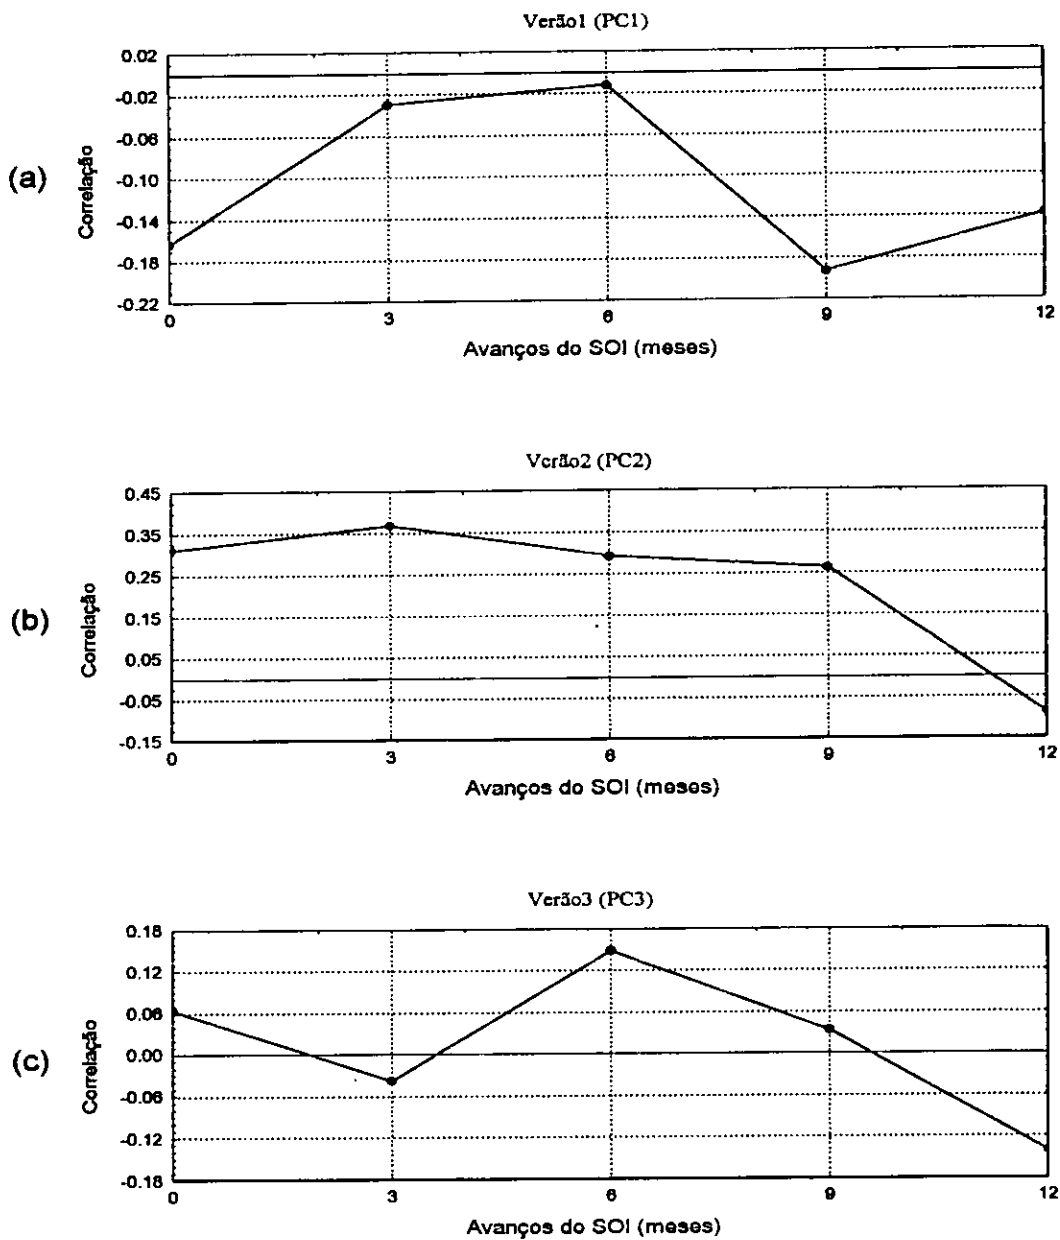 Verão1 (PC1)
0.02
-0.02
-0.06
-0.10
-0.14
-0.18
-0.22
Correlação
(a)
0 3 6 9 12
Avanços do SOI (meses)
Verão2 (PC2)
0.45
0.35
0.25
0.15
0.05
-0.05
-0.15
Correlação
(b)
0 3 6 9 12
Avanços do SOI (meses)
Verão3 (PC3)
0.18
0.12
0.06
0.00
-0.06
-0.12
-0.18
Correlação
(c)
0 3 6 9 12
Avanços do SOI (meses)